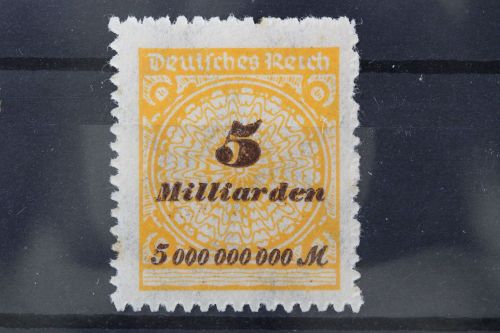 Deutsches Reich
5
Milliarden
5 000 000 000 M